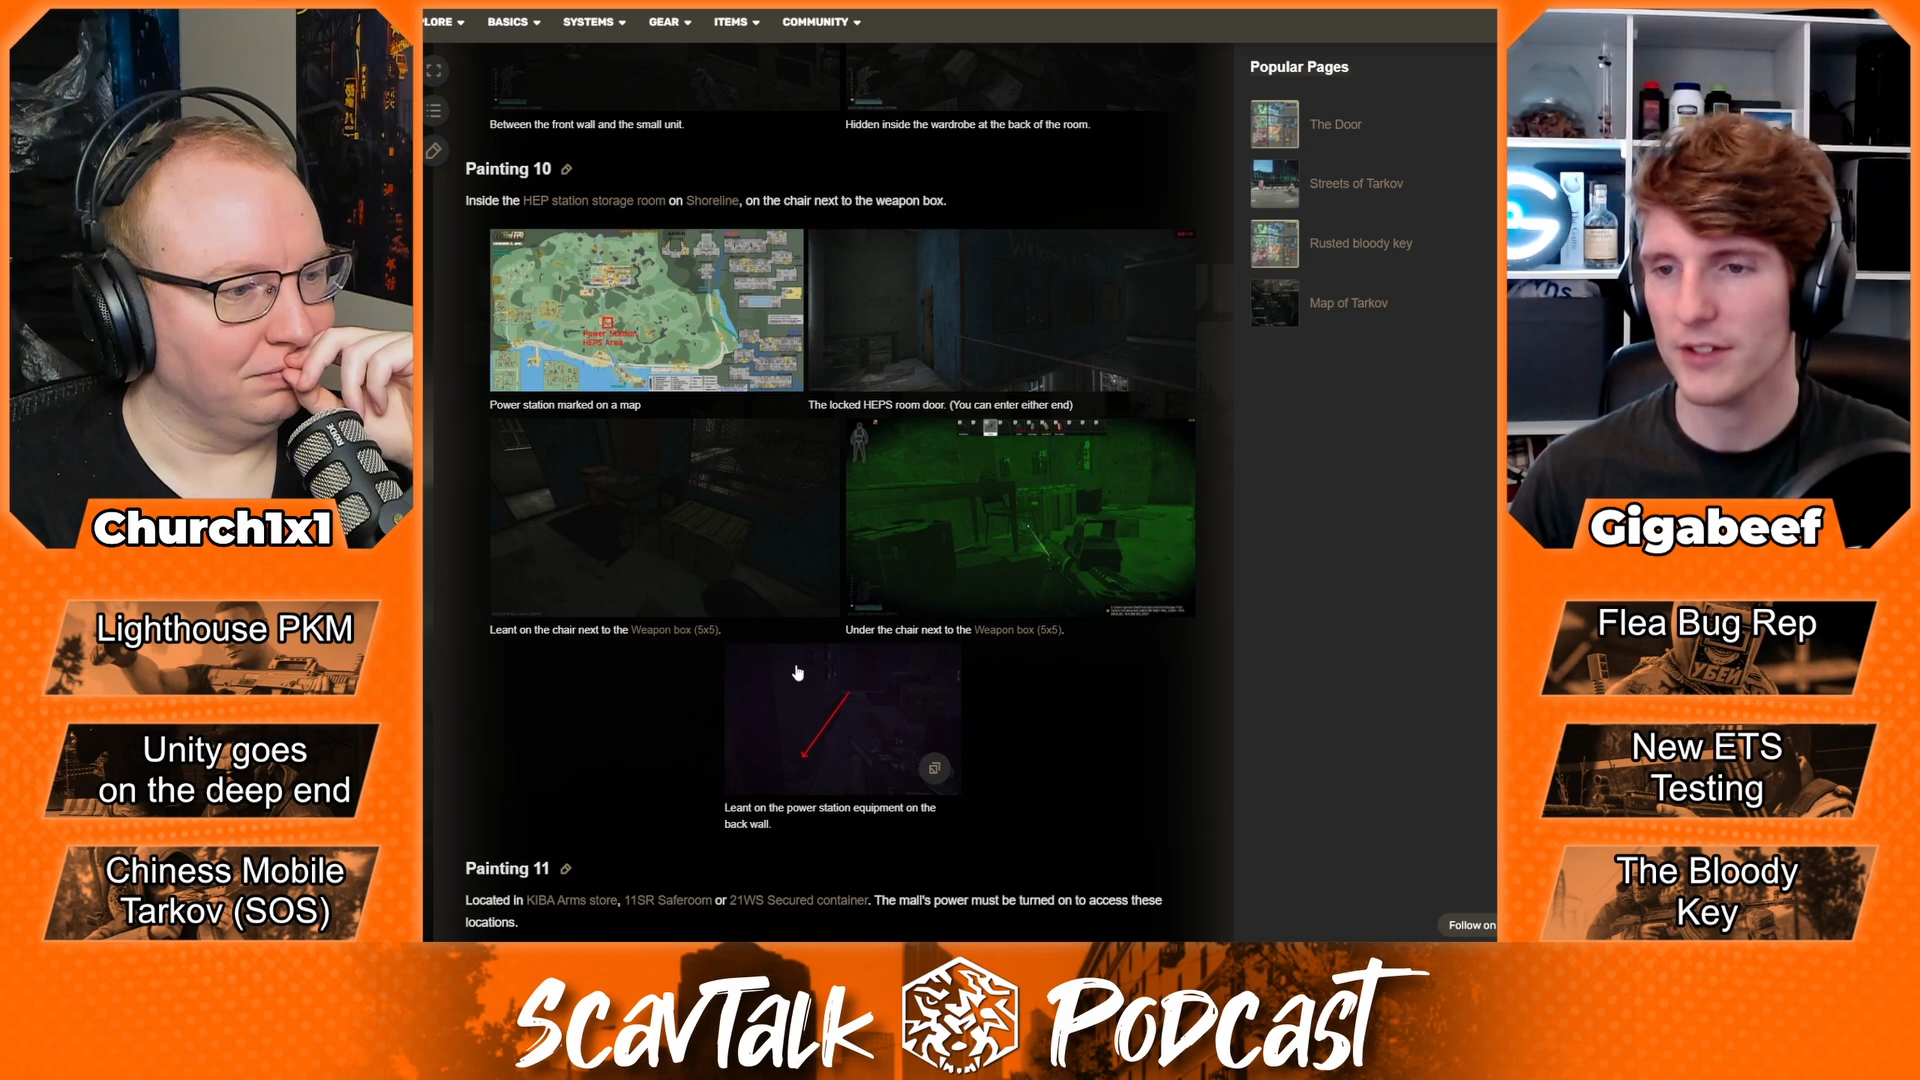 PLORE
BASICS
SYSTEMS
GEAR
ITEMS
COMMUNITY
Popular Pages
The Door
Streets of Tarkov
Rusted bloody key
Map of Tarkov
Between the front wall and the small unit.
Hidden inside the wardrobe at the back of the room.
Painting 10
Inside the HEP station storage room on Shoreline, on the chair next to the weapon box.
Power Station
HEPS Area
Power station marked on a map
The locked HEPS room door. (You can enter either end)
Leant on the chair next to the Weapon box (5x5).
Under the chair next to the Weapon box (5x5).
Leant on the power station equipment on the
back wall.
Painting 11
Located in KIBA Arms store, 11SR Saferoom or 21WS Secured container. The mall's power must be turned on to access these
locations.
Follow on
RØDE
Church1x1
Gigabeef
Lighthouse PKM
Unity goes
on the deep end
Chiness Mobile
Tarkov (SOS)
Flea Bug Rep
УБЕЙ
New ETS
Testing
The Bloody
Key
ScavTalk Podcast